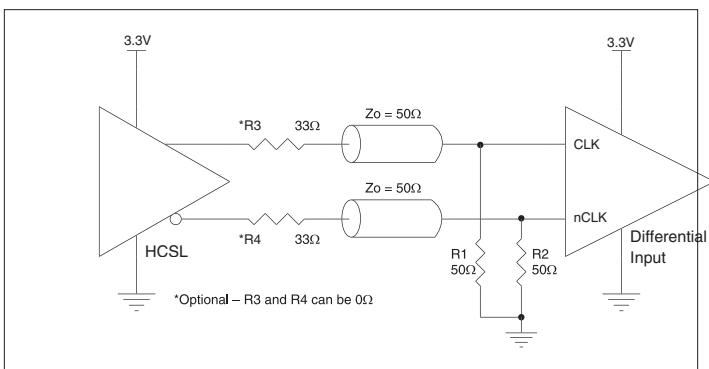 3.3V
3.3V
*R3 33Ω
Zo = 50Ω
CLK
Zo = 50Ω
nCLK
*R4 33Ω
HCSL
R1
50Ω
R2
50Ω
Differential
Input
*Optional – R3 and R4 can be 0Ω